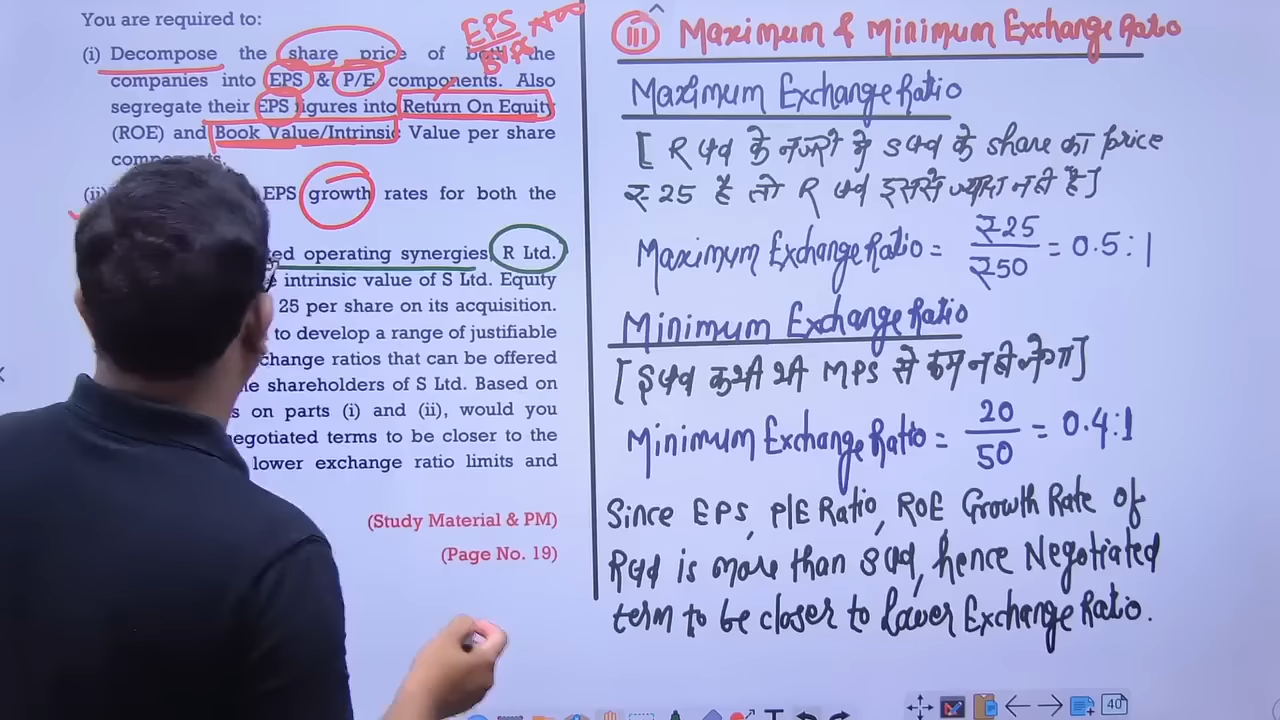 You are required to:
(i) Decompose the share price of both the
companies into EPS & P/E components. Also
segregate their EPS figures into Return On Equity
(ROE) and Book Value/Intrinsic Value per share
components.
(ii) EPS growth rates for both the
ed operating synergies, R Ltd.
intrinsic value of S Ltd. Equity
25 per share on its acquisition.
to develop a range of justifiable
change ratios that can be offered
e shareholders of S Ltd. Based on
s on parts (i) and (ii), would you
negotiated terms to be closer to the
lower exchange ratio limits and
(Study Material & PM)
(Page No. 19)
EPS
BVPS
×100
(iii) Maximum & Minimum Exchange Ratio
Maximum Exchange Ratio
[ R Ltd के नजरों में S Ltd के share का price
₹25 है तो R Ltd इससे ज्यादा नहीं है]
Maximum Exchange Ratio = ₹25 / ₹50 = 0.5:1
Minimum Exchange Ratio
[ S Ltd कभी भी MPS से कम नहीं लेगा]
Minimum Exchange Ratio = 20 / 50 = 0.4:1
Since EPS, P/E Ratio, ROE Growth Rate of
R Ltd is more than S Ltd, hence Negotiated
term to be closer to Lower Exchange Ratio.
40